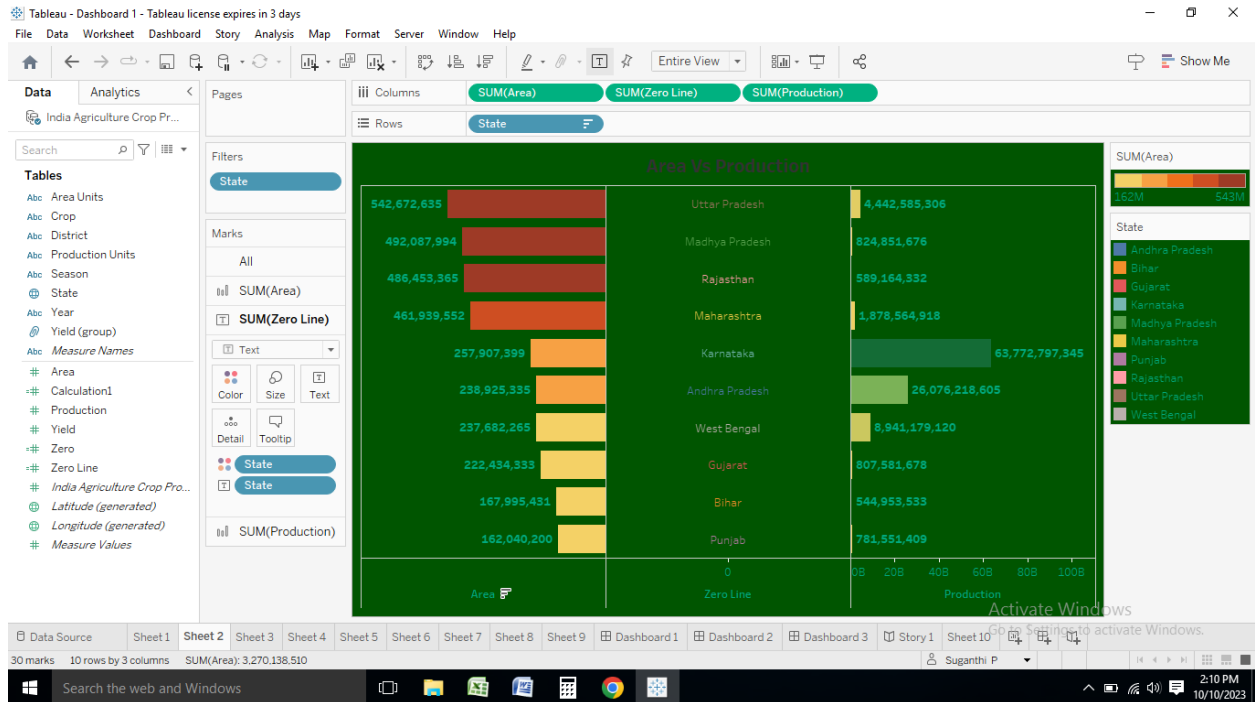 Tableau - Dashboard 1 - Tableau license expires in 3 days
File Data Worksheet Dashboard Story Analysis Map Format Server Window Help
Entire View
Show Me
Data Analytics
India Agriculture Crop Pr...
Search
Tables
Abc Area Units
Abc Crop
Abc District
Abc Production Units
Abc Season
State
Abc Year
Yield (group)
Abc Measure Names
# Area
=# Calculation1
# Production
# Yield
=# Zero
=# Zero Line
# India Agriculture Crop Pro...
Latitude (generated)
Longitude (generated)
# Measure Values
Pages
Filters
State
Marks
All
SUM(Area)
SUM(Zero Line)
Text
Color Size Text
Detail Tooltip
State
State
SUM(Production)
Columns SUM(Area) SUM(Zero Line) SUM(Production)
Rows State
Area Vs Production
542,672,635 Uttar Pradesh 4,442,585,306
492,087,994 Madhya Pradesh 824,851,676
486,453,365 Rajasthan 589,164,332
461,939,552 Maharashtra 1,878,564,918
257,907,399 Karnataka 63,772,797,345
238,925,335 Andhra Pradesh 26,076,218,605
237,682,265 West Bengal 8,941,179,120
222,434,333 Gujarat 807,581,678
167,995,431 Bihar 544,953,533
162,040,200 Punjab 781,551,409
0 0B 20B 40B 60B 80B 100B
Area Zero Line Production
SUM(Area)
162M 543M
State
Andhra Pradesh
Bihar
Gujarat
Karnataka
Madhya Pradesh
Maharashtra
Punjab
Rajasthan
Uttar Pradesh
West Bengal
Activate Windows
Go to Settings to activate Windows.
Data Source Sheet 1 Sheet 2 Sheet 3 Sheet 4 Sheet 5 Sheet 6 Sheet 7 Sheet 8 Sheet 9 Dashboard 1 Dashboard 2 Dashboard 3 Story 1 Sheet 10
30 marks 10 rows by 3 columns SUM(Area): 3,270,138,510 Suganthi P
Search the web and Windows
2:10 PM
10/10/2023